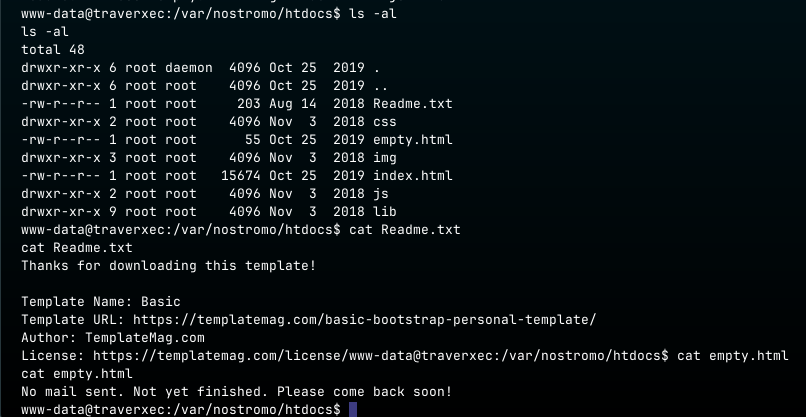 www-data@traverxec:/var/nostromo/htdocs$ ls -al
ls -al
total 48
drwxr-xr-x 6 root daemon  4096 Oct 25  2019 .
drwxr-xr-x 6 root root    4096 Oct 25  2019 ..
-rw-r--r-- 1 root root     203 Aug 14  2018 Readme.txt
drwxr-xr-x 2 root root    4096 Nov  3  2018 css
-rw-r--r-- 1 root root      55 Oct 25  2019 empty.html
drwxr-xr-x 3 root root    4096 Nov  3  2018 img
-rw-r--r-- 1 root root   15674 Oct 25  2019 index.html
drwxr-xr-x 2 root root    4096 Nov  3  2018 js
drwxr-xr-x 9 root root    4096 Nov  3  2018 lib
www-data@traverxec:/var/nostromo/htdocs$ cat Readme.txt
cat Readme.txt
Thanks for downloading this template!

Template Name: Basic
Template URL: https://templatemag.com/basic-bootstrap-personal-template/
Author: TemplateMag.com
License: https://templatemag.com/license/www-data@traverxec:/var/nostromo/htdocs$ cat empty.html
cat empty.html
No mail sent. Not yet finished. Please come back soon!
www-data@traverxec:/var/nostromo/htdocs$